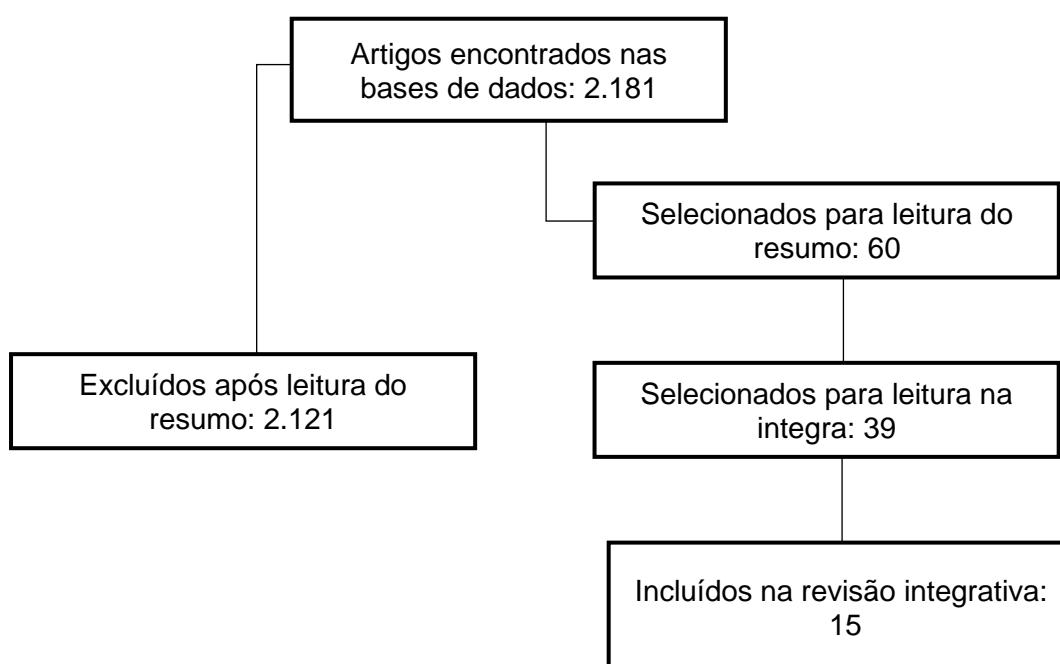 Artigos encontrados nas
bases de dados: 2.181
Selecionados para leitura do
resumo: 60
Excluídos após leitura do
resumo: 2.121
Selecionados para leitura na
integra: 39
Incluídos na revisão integrativa:
15